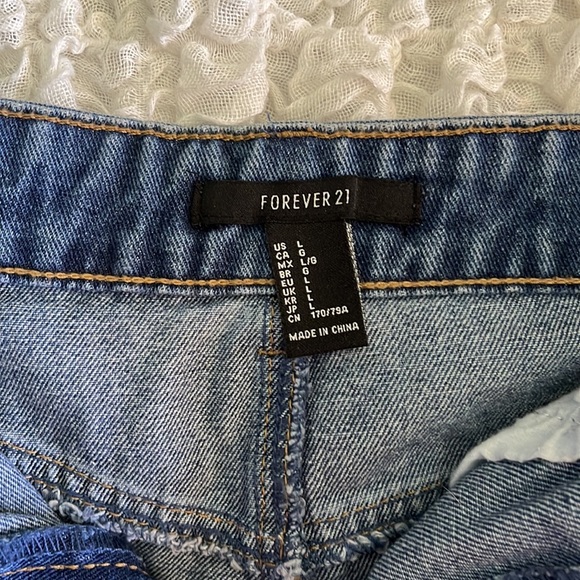 FOREVER 21
US L
CA G
MX L/G
BR G
EU L
UK L
KR L
JP L
CN 170/79A
MADE IN CHINA